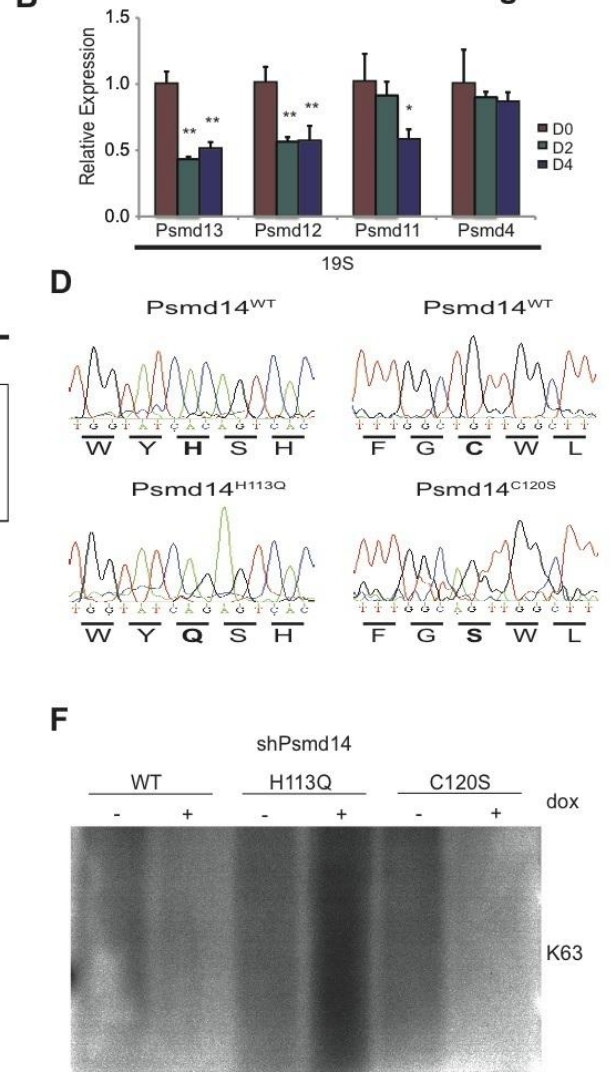 1.5
1.0
0.5
0.0
Relative Expression
** **
** **
*
D0
D2
D4
Psmd13 Psmd12 Psmd11 Psmd4
19S
D
Psmd14WT Psmd14WT
T G G T A T C A C A G T C A C
T T T G G C T G T T G G C T T
W Y H S H
F G C W L
Psmd14H113Q Psmd14C120S
T G G T A T C A G A G T C A C
T T T G G C A G T T G G C T T
W Y Q S H
F G S W L
F
shPsmd14
WT H113Q C120S
- + - + - + dox
K63